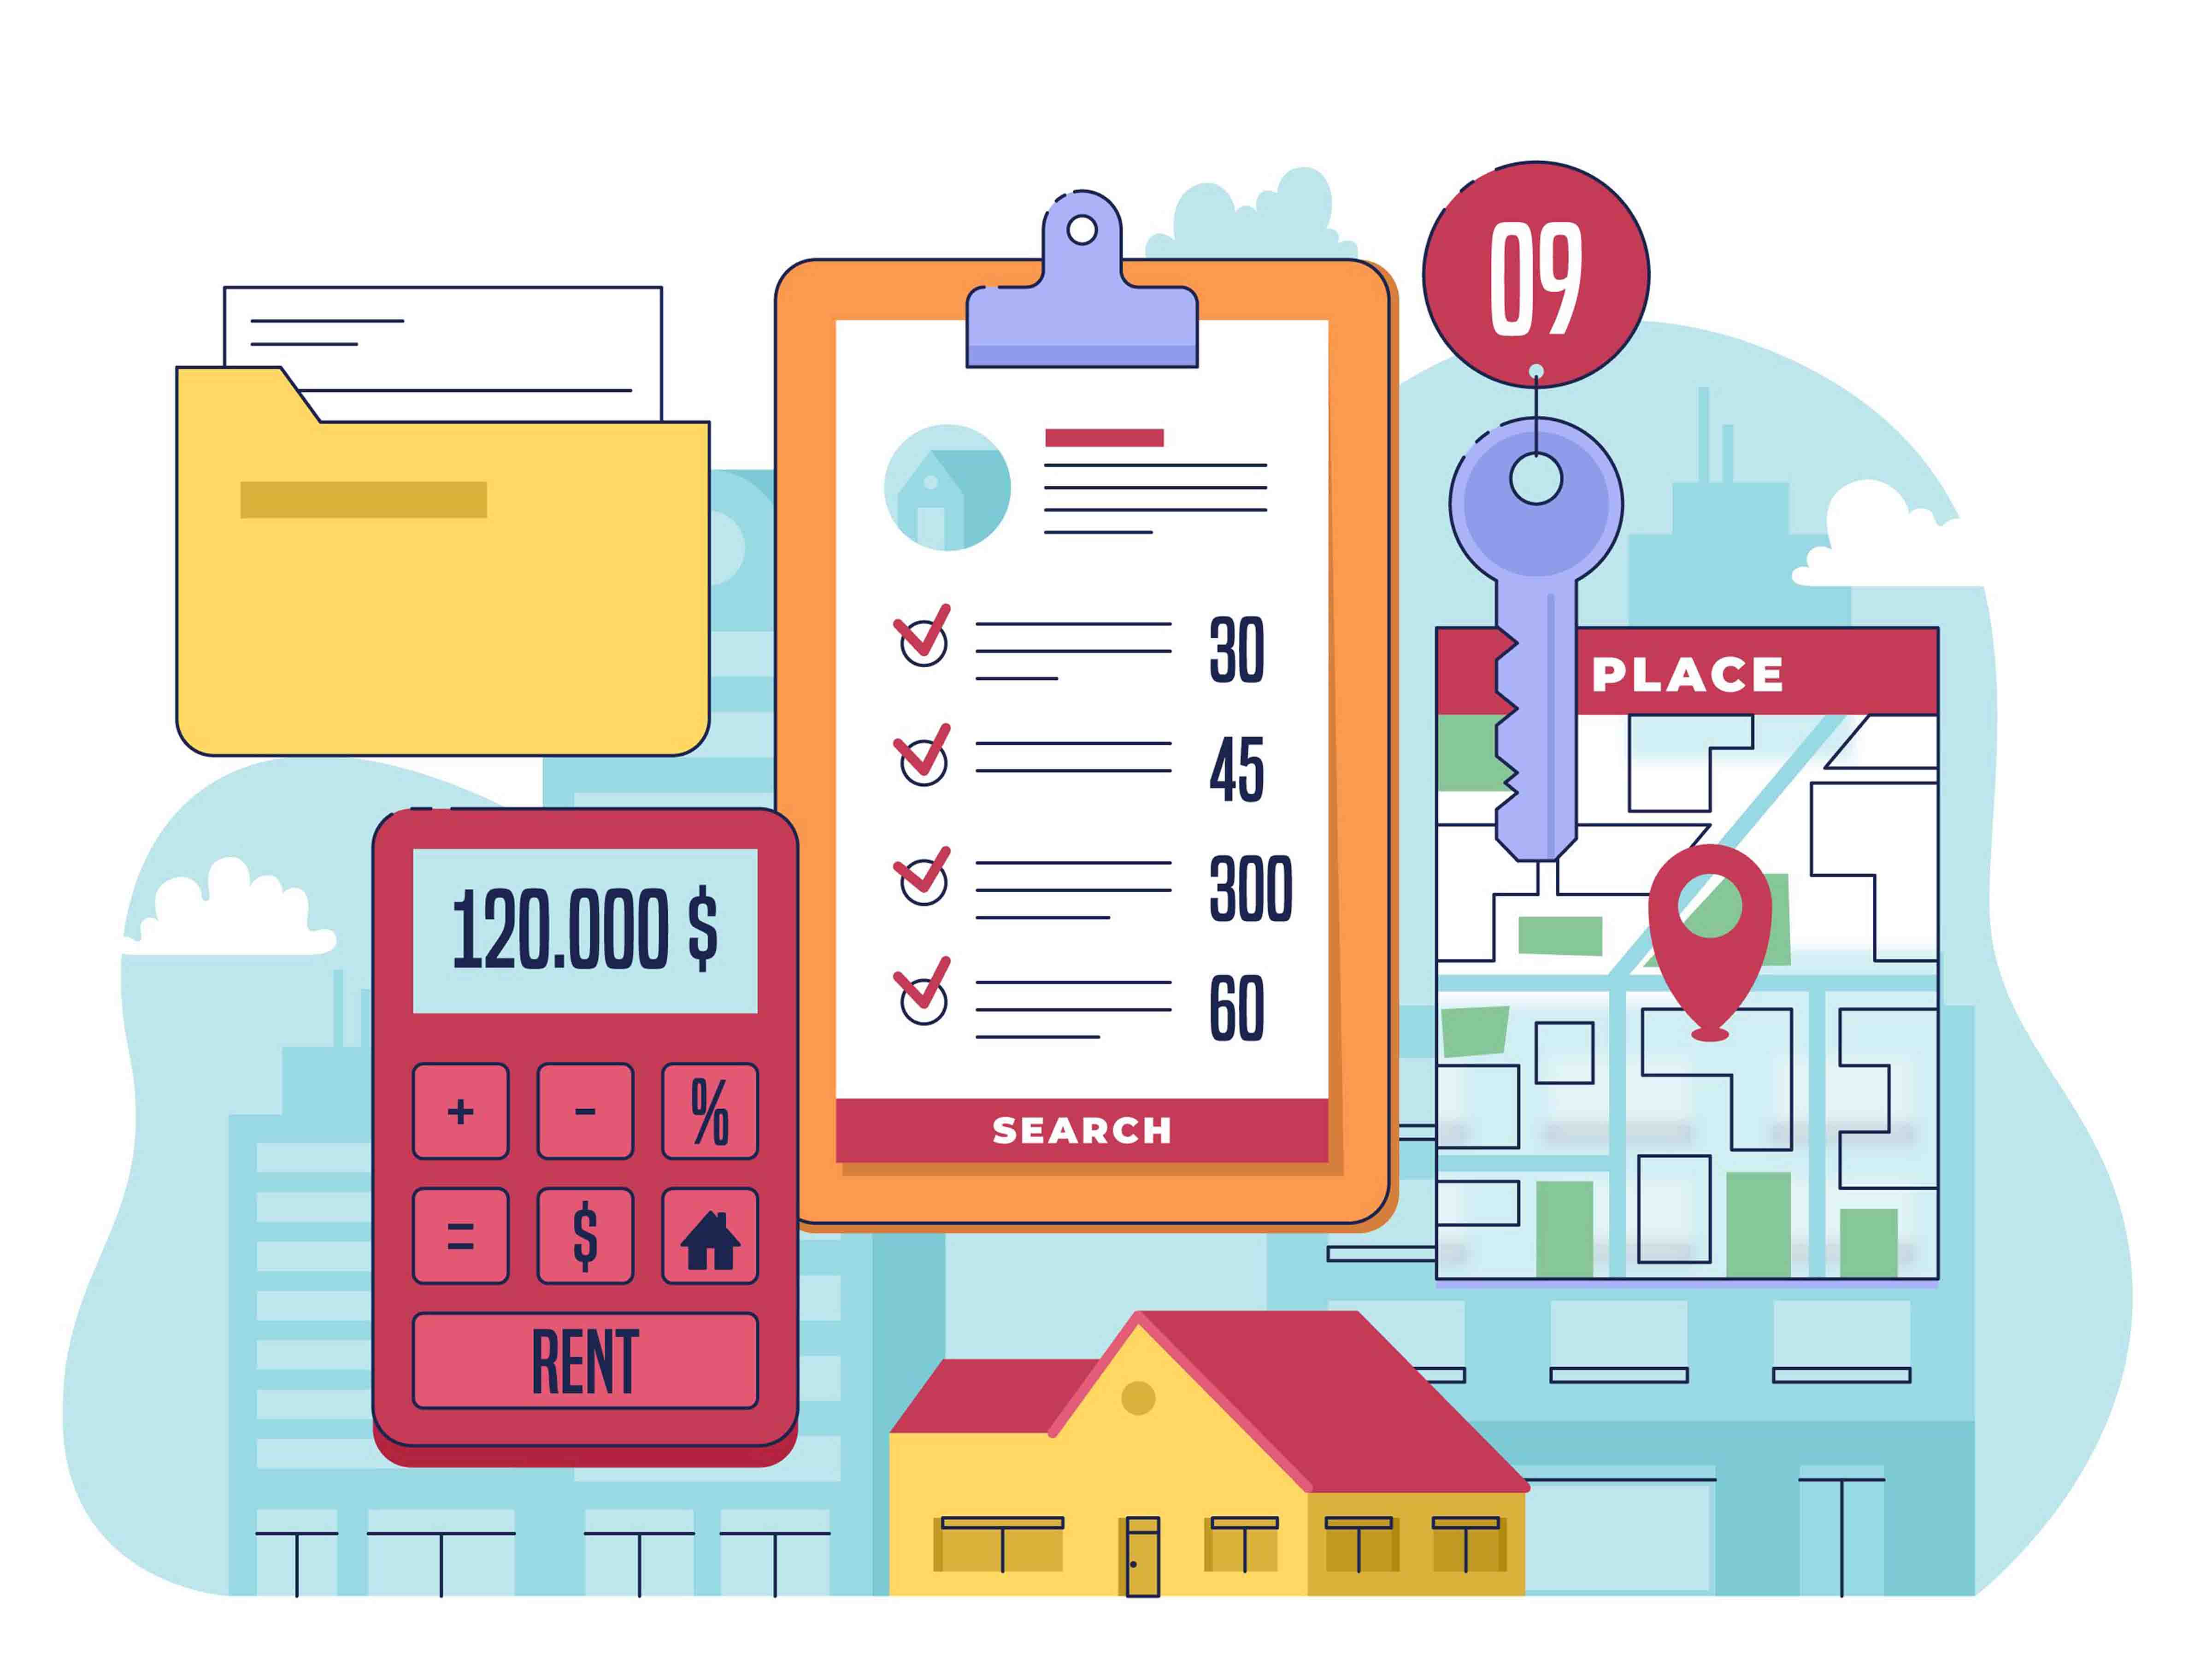 09
30
45
300
60
SEARCH
PLACE
120.000 $
+ - %
= $
RENT